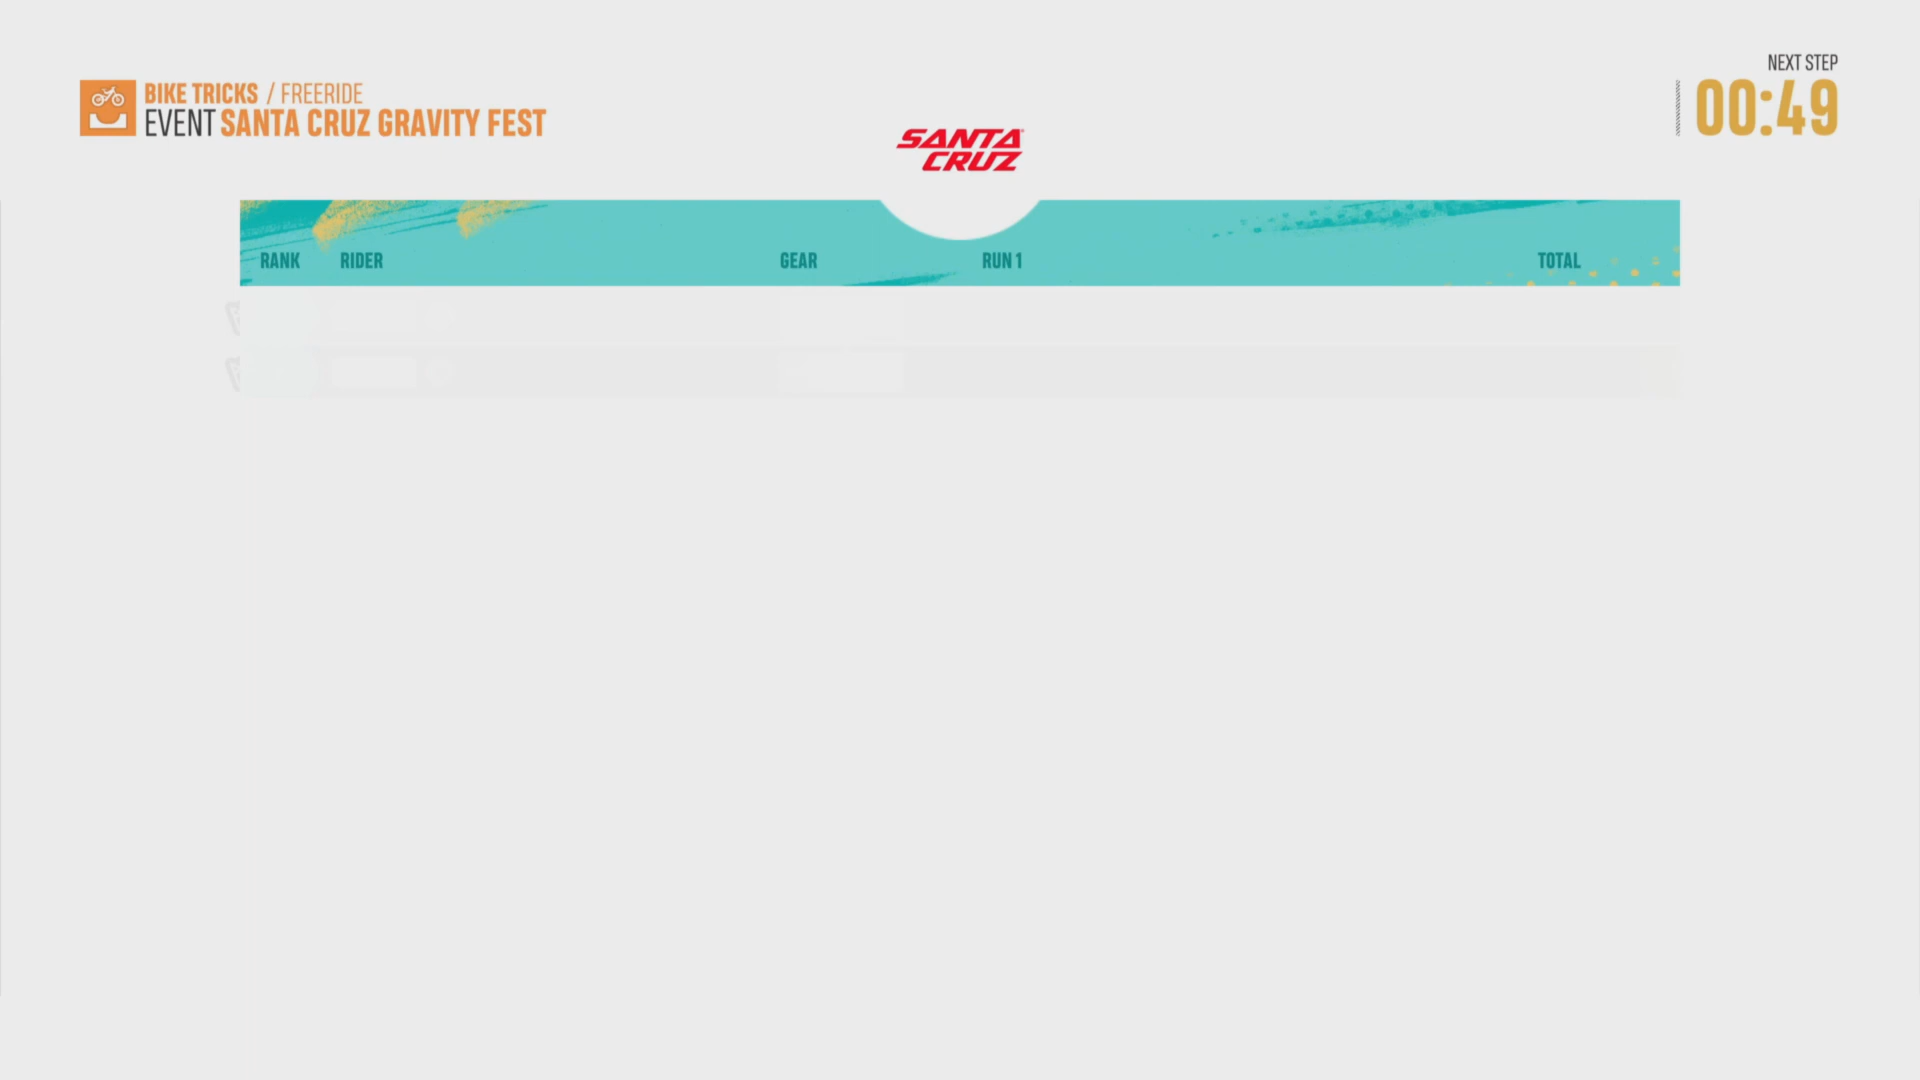 NEXT STEP
00:49
BIKE TRICKS / FREERIDE
EVENT SANTA CRUZ GRAVITY FEST
SANTA
CRUZ
RANK RIDER GEAR RUN 1 TOTAL